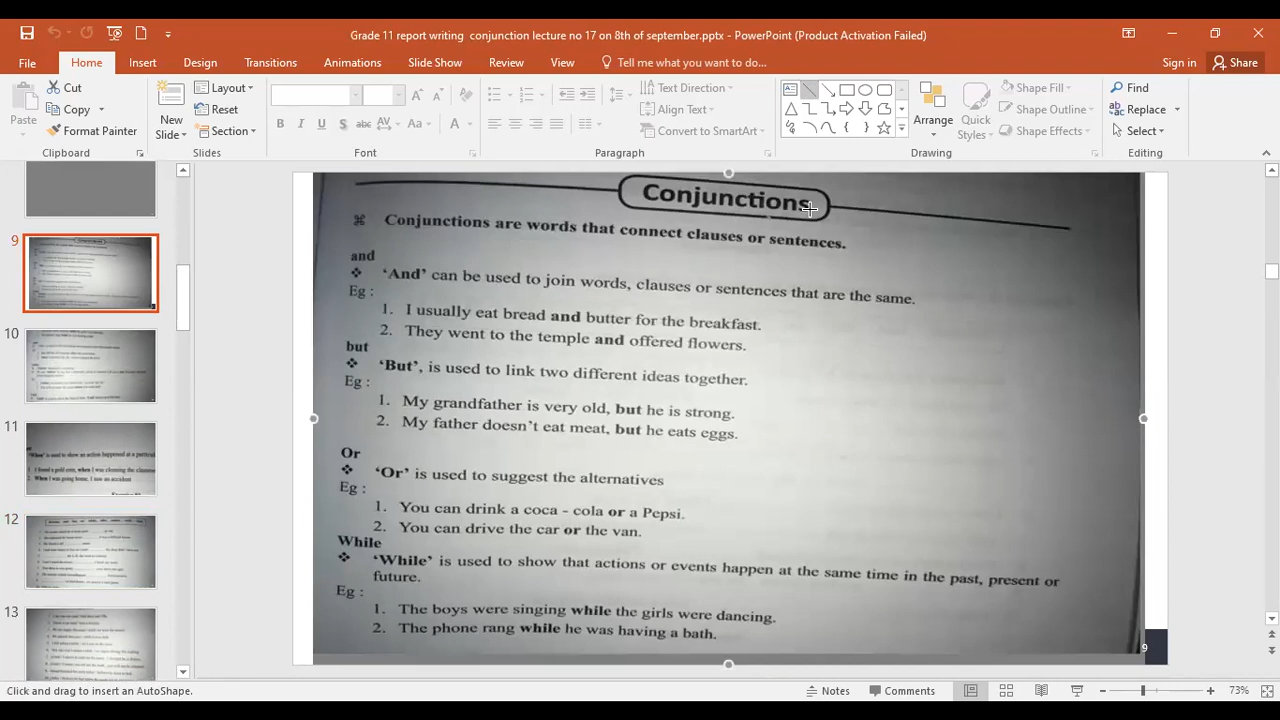 Grade 11 report writing conjunction lecture no 17 on 8th of september.pptx - PowerPoint (Product Activation Failed)
File Home Insert Design Transitions Animations Slide Show Review View Tell me what you want to do... Sign in Share
Cut
Copy
Format Painter
Paste
Clipboard
New Slide
Layout
Reset
Section
Slides
Font
Text Direction
Align Text
Convert to SmartArt
Paragraph
Arrange
Quick Styles
Shape Fill
Shape Outline
Shape Effects
Drawing
Find
Replace
Select
Editing
9
10
11
12
13
Conjunctions
Conjunctions are words that connect clauses or sentences.
and
'And' can be used to join words, clauses or sentences that are the same.
Eg :
1. I usually eat bread and butter for the breakfast.
2. They went to the temple and offered flowers.
but
'But', is used to link two different ideas together.
Eg :
1. My grandfather is very old, but he is strong.
2. My father doesn't eat meat, but he eats eggs.
Or
'Or' is used to suggest the alternatives
Eg :
1. You can drink a coca - cola or a Pepsi.
2. You can drive the car or the van.
While
'While' is used to show that actions or events happen at the same time in the past, present or
future.
Eg :
1. The boys were singing while the girls were dancing.
2. The phone rang while he was having a bath.
9
Click and drag to insert an AutoShape.
Notes Comments 73%